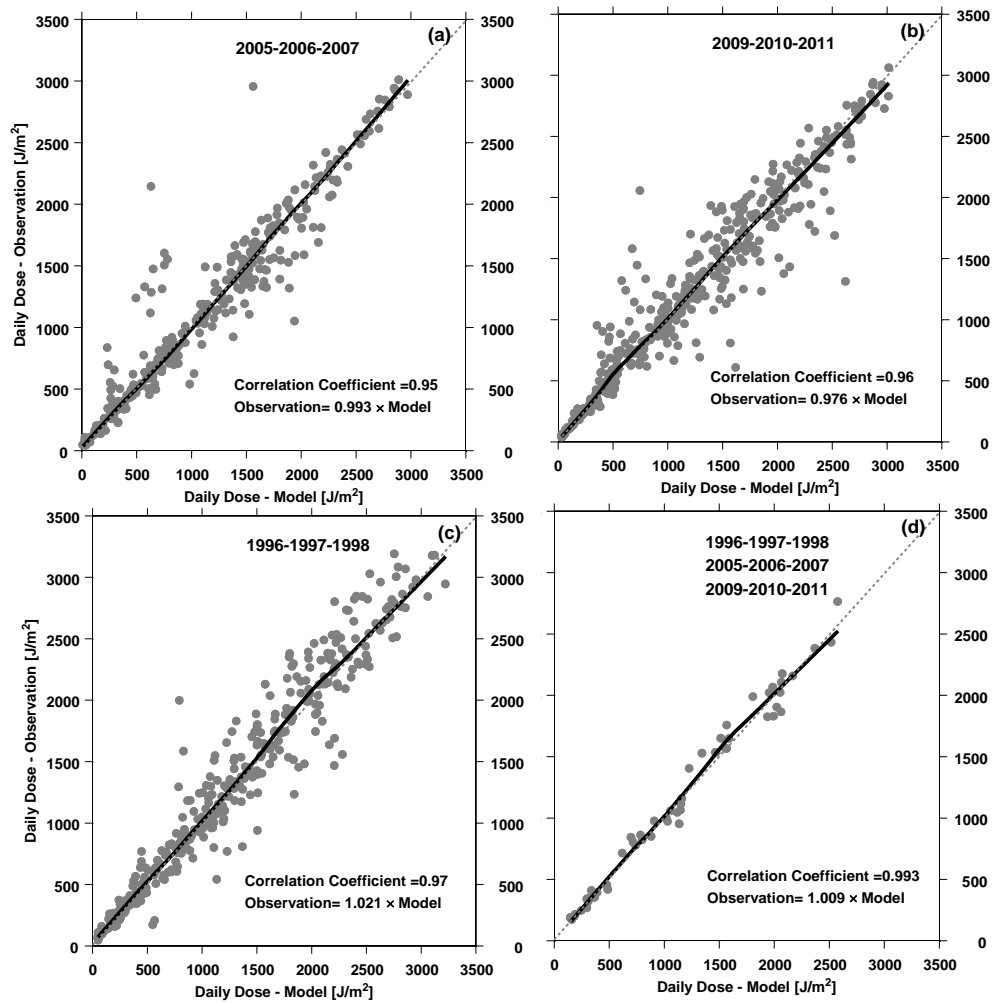 3500
3000
2500
2000
1500
1000
500
0
Daily Dose - Observation [J/m²]
(a)
2005-2006-2007
Correlation Coefficient =0.95
Observation= 0.993 × Model
0 500 1000 1500 2000 2500 3000 3500
Daily Dose - Model [J/m²]
(b)
2009-2010-2011
Correlation Coefficient =0.96
Observation= 0.976 × Model
3500
3000
2500
2000
1500
1000
500
0
0 500 1000 1500 2000 2500 3000 3500
Daily Dose - Model [J/m²]
3500
3000
2500
2000
1500
1000
500
0
Daily Dose - Observation [J/m²]
(c)
1996-1997-1998
Correlation Coefficient =0.97
Observation= 1.021 × Model
0 500 1000 1500 2000 2500 3000 3500
Daily Dose - Model [J/m²]
(d)
1996-1997-1998
2005-2006-2007
2009-2010-2011
Correlation Coefficient =0.993
Observation= 1.009 × Model
3500
3000
2500
2000
1500
1000
500
0
0
0 500 1000 1500 2000 2500 3000 3500
Daily Dose - Model [J/m²]